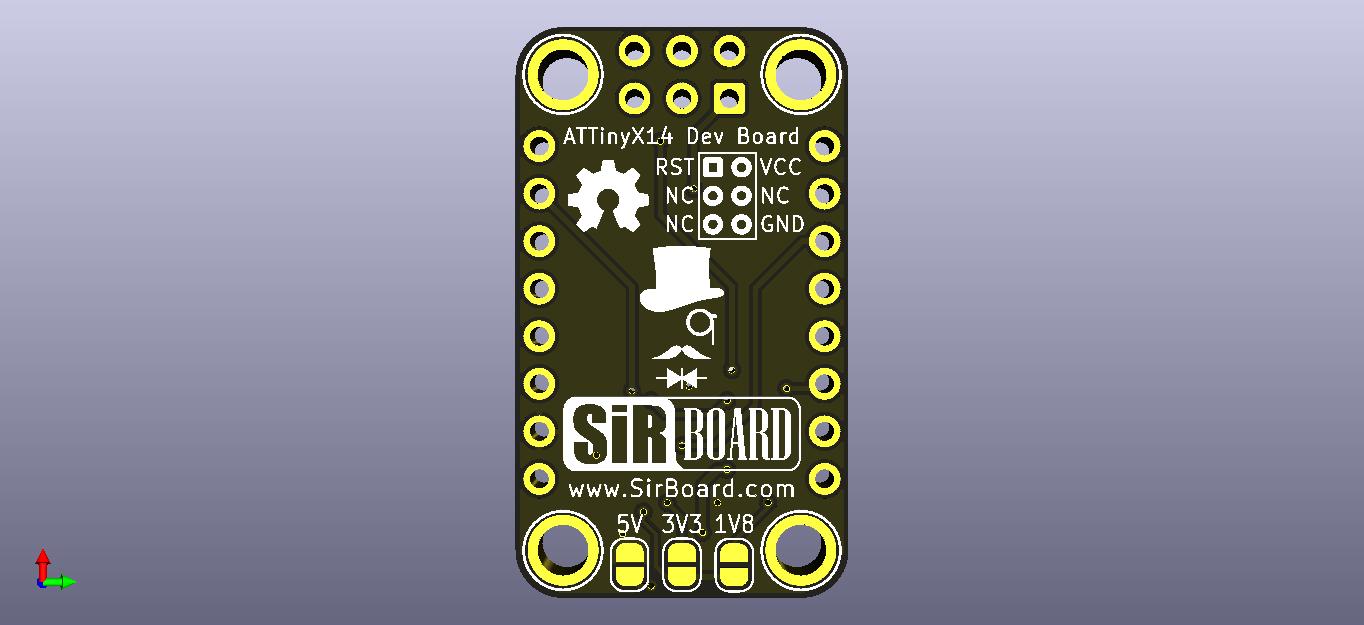 ATTinyX14 Dev Board
RST VCC
NC NC
NC GND
SiR BOARD
www.SirBoard.com
5V 3V3 1V8